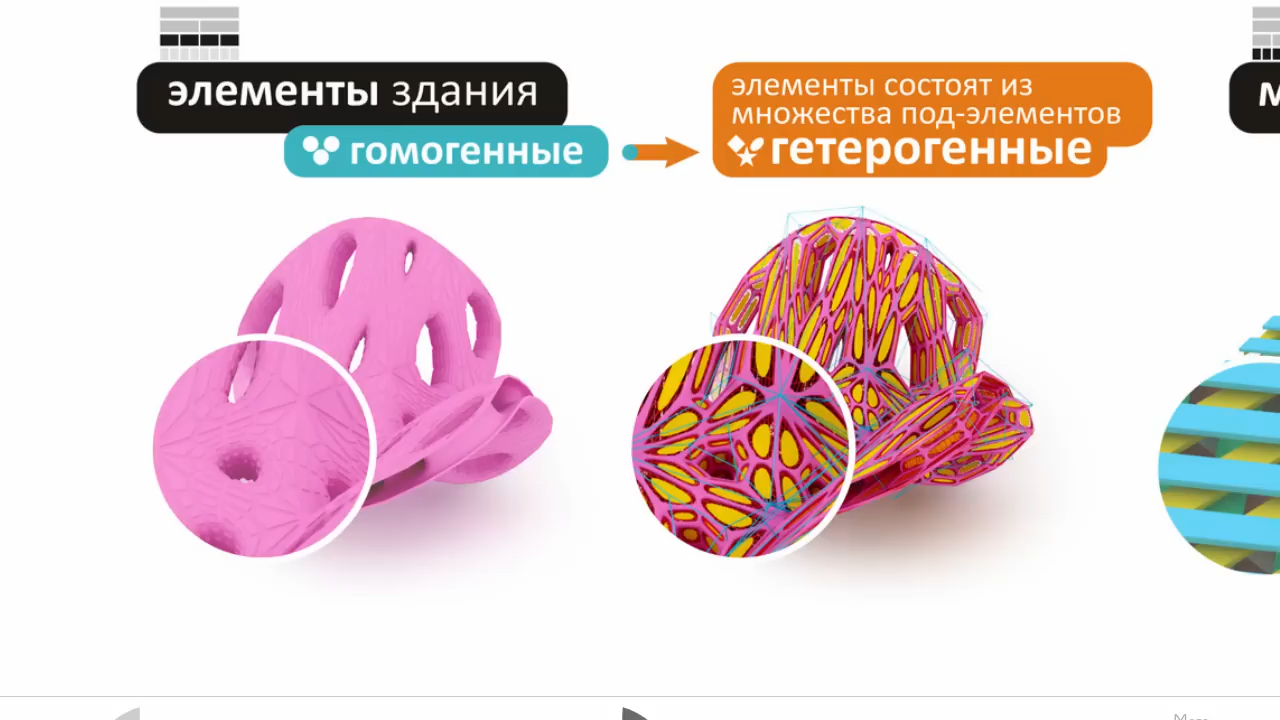 элементы здания
гомогенные
элементы состоят из
множества под-элементов
гетерогенные
м